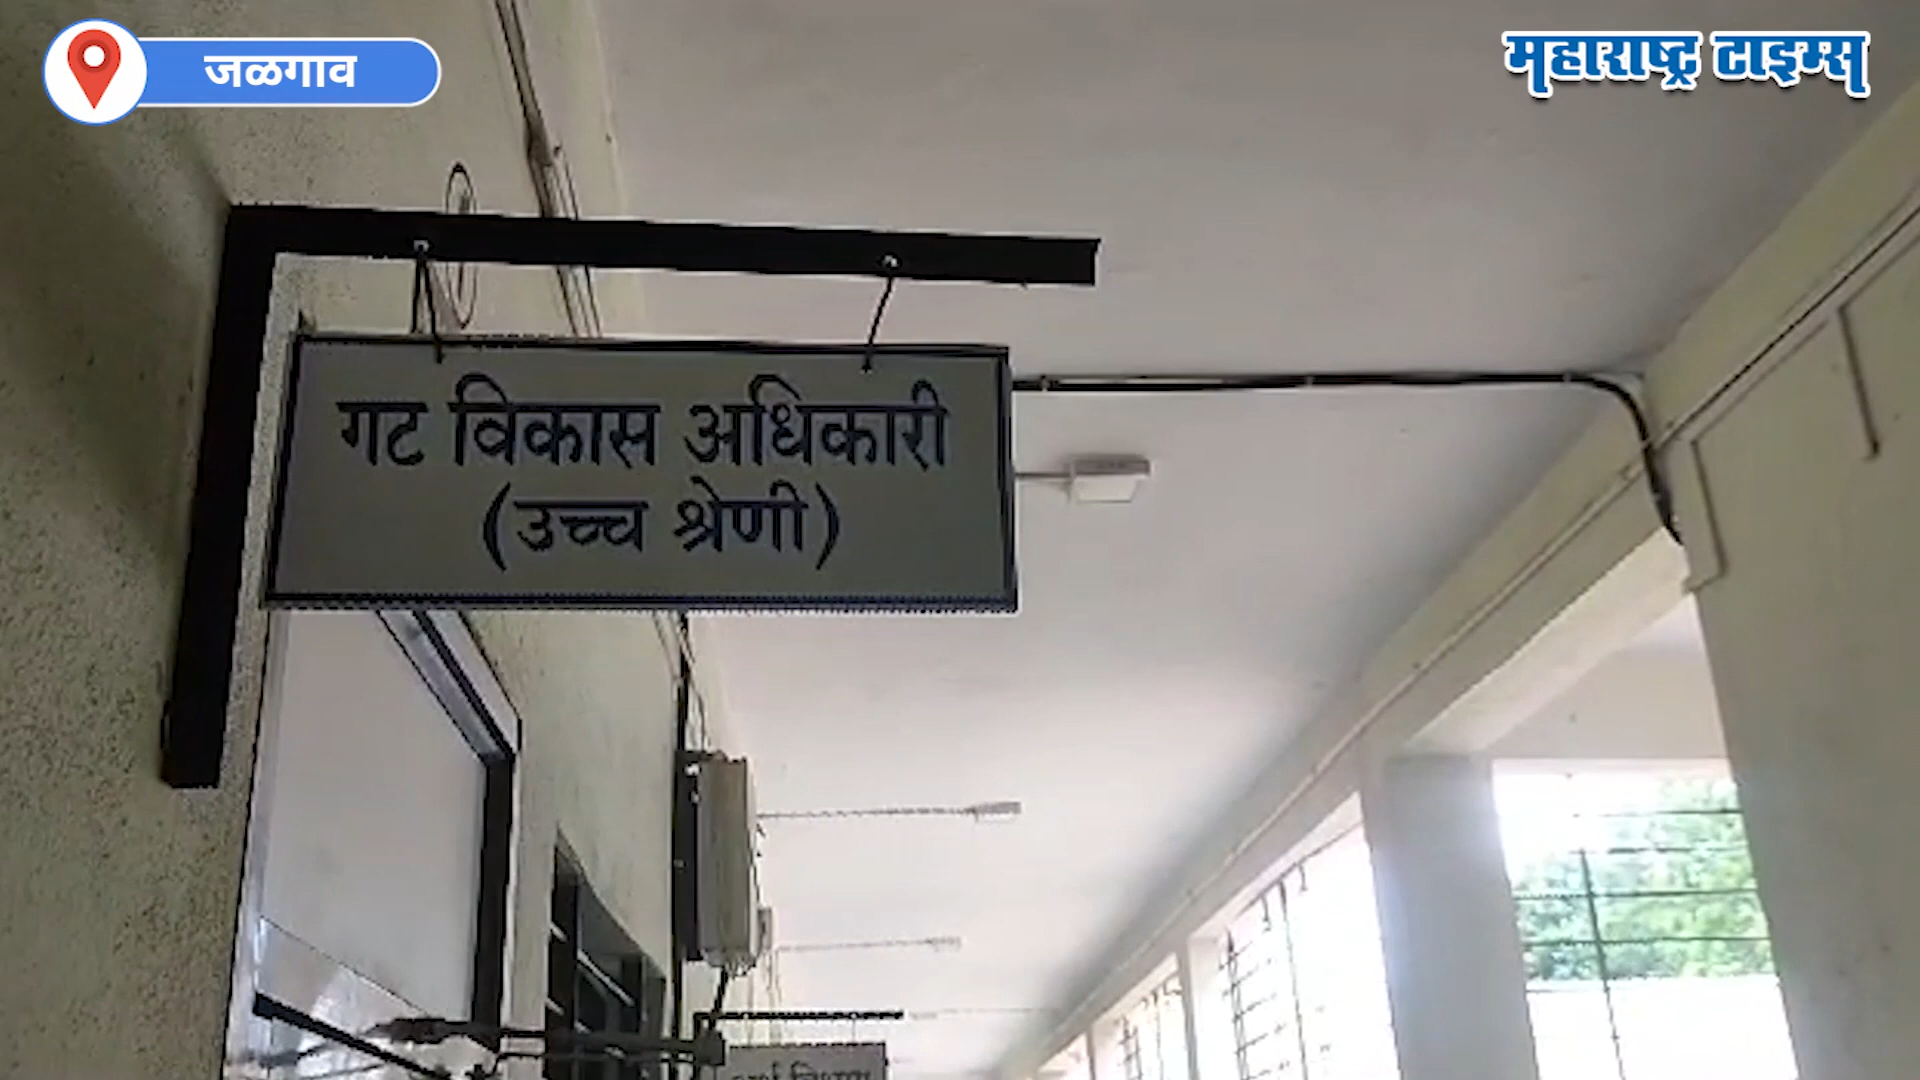 जळगाव
महाराष्ट्र टाइम्स
गट विकास अधिकारी
(उच्च श्रेणी)